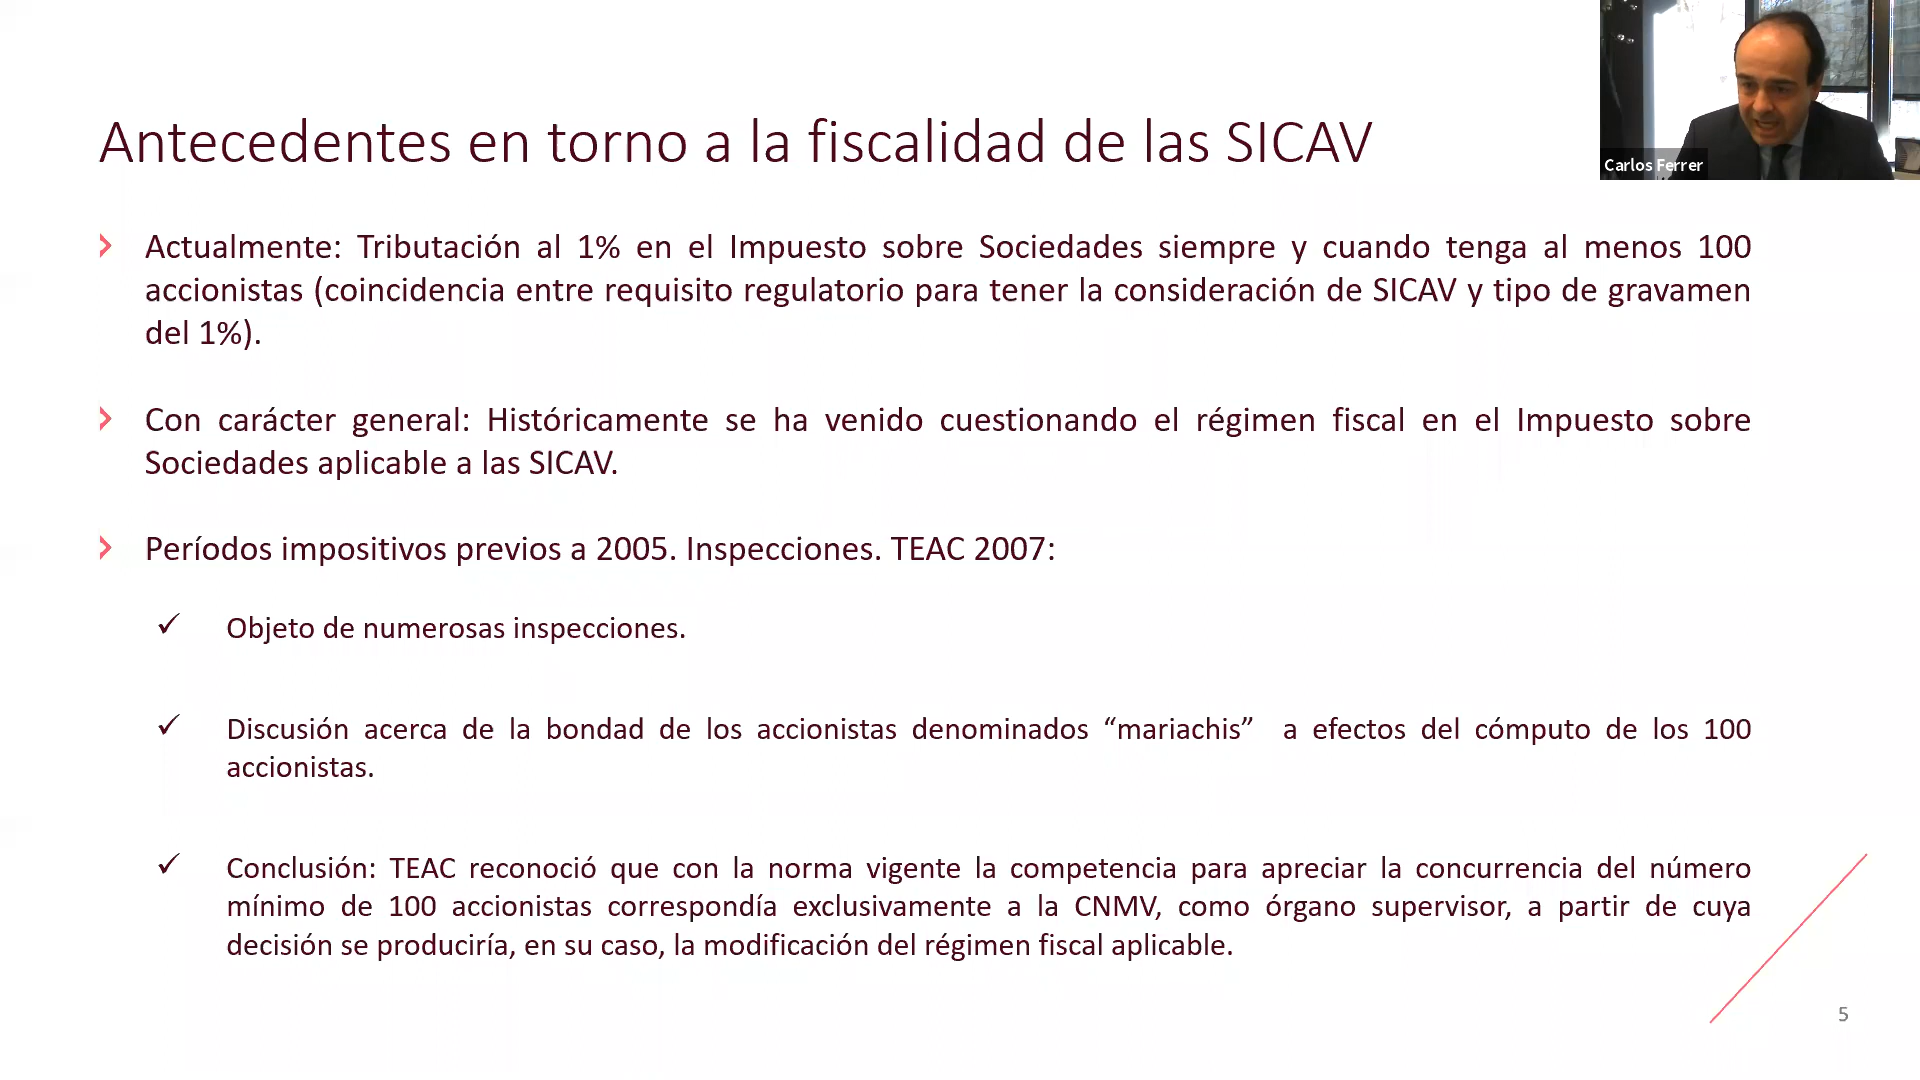 Carlos Ferrer
Antecedentes en torno a la fiscalidad de las SICAV
Actualmente: Tributación al 1% en el Impuesto sobre Sociedades siempre y cuando tenga al menos 100
accionistas (coincidencia entre requisito regulatorio para tener la consideración de SICAV y tipo de gravamen
del 1%).
Con carácter general: Históricamente se ha venido cuestionando el régimen fiscal en el Impuesto sobre
Sociedades aplicable a las SICAV.
Períodos impositivos previos a 2005. Inspecciones. TEAC 2007:
Objeto de numerosas inspecciones.
Discusión acerca de la bondad de los accionistas denominados “mariachis” a efectos del cómputo de los 100
accionistas.
Conclusión: TEAC reconoció que con la norma vigente la competencia para apreciar la concurrencia del número
mínimo de 100 accionistas correspondía exclusivamente a la CNMV, como órgano supervisor, a partir de cuya
decisión se produciría, en su caso, la modificación del régimen fiscal aplicable.
5